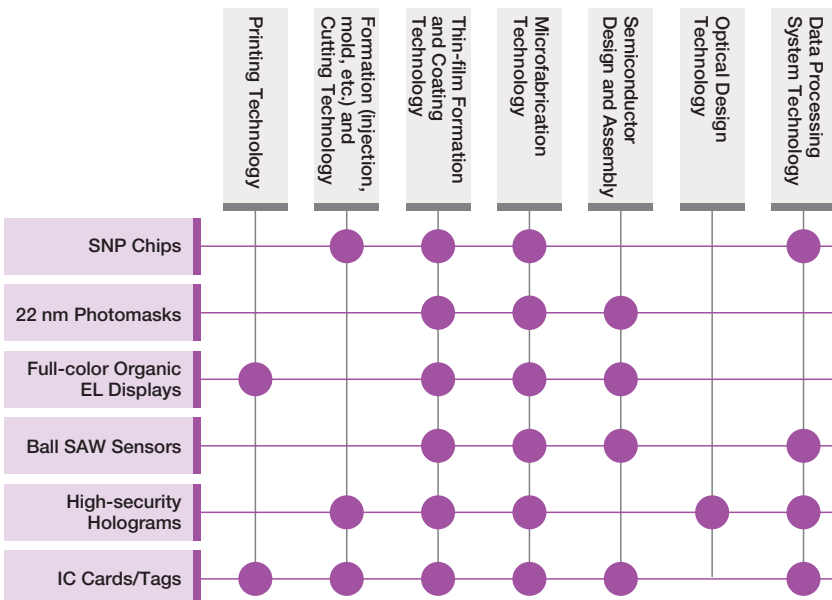 Printing Technology
Formation (injection,
mold, etc.) and
Cutting Technology
Thin-film Formation
and Coating
Technology
Microfabrication
Technology
Semiconductor
Design and Assembly
Optical Design
Technology
Data Processing
System Technology
SNP Chips
22 nm Photomasks
Full-color Organic
EL Displays
Ball SAW Sensors
High-security
Holograms
IC Cards/Tags